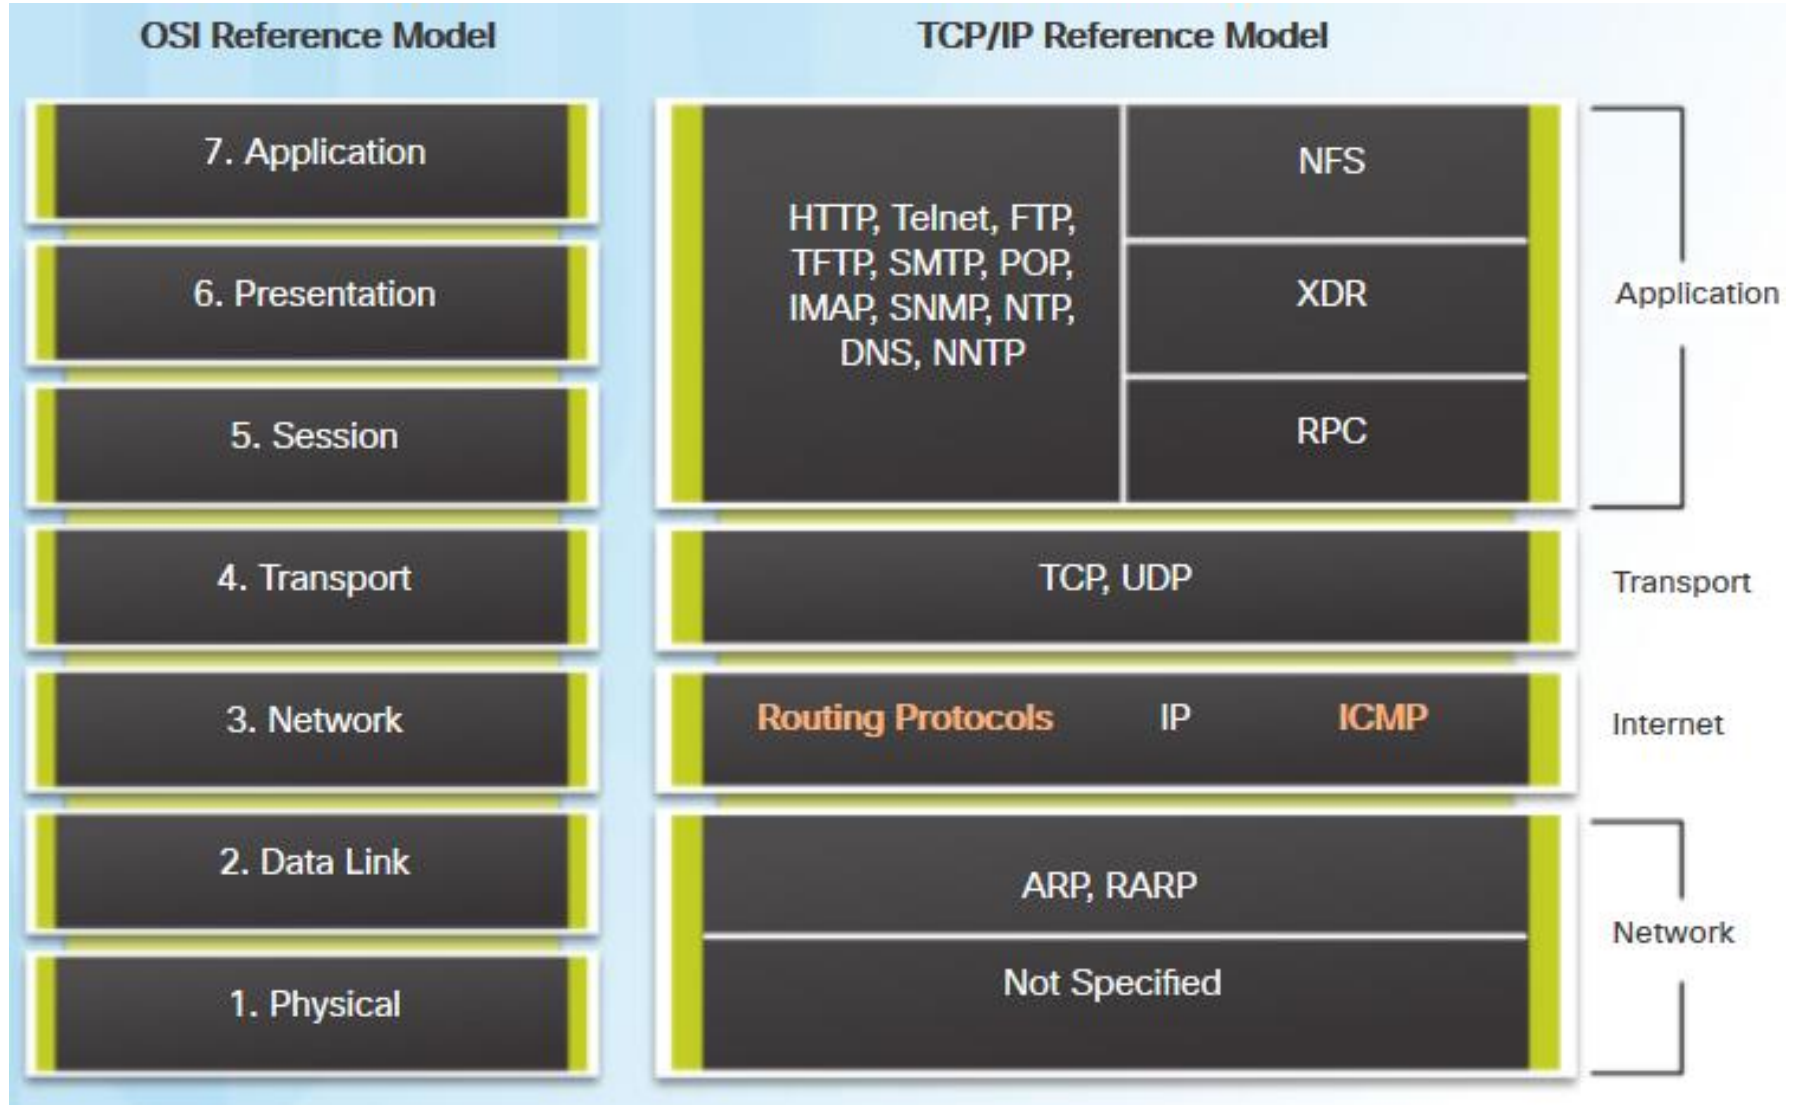 OSI Reference Model
TCP/IP Reference Model
7. Application
6. Presentation
5. Session
4. Transport
3. Network
2. Data Link
1. Physical
HTTP, Telnet, FTP,
TFTP, SMTP, POP,
IMAP, SNMP, NTP,
DNS, NNTP
NFS
XDR
RPC
Application
TCP, UDP
Transport
Routing Protocols IP ICMP
Internet
ARP, RARP
Not Specified
Network